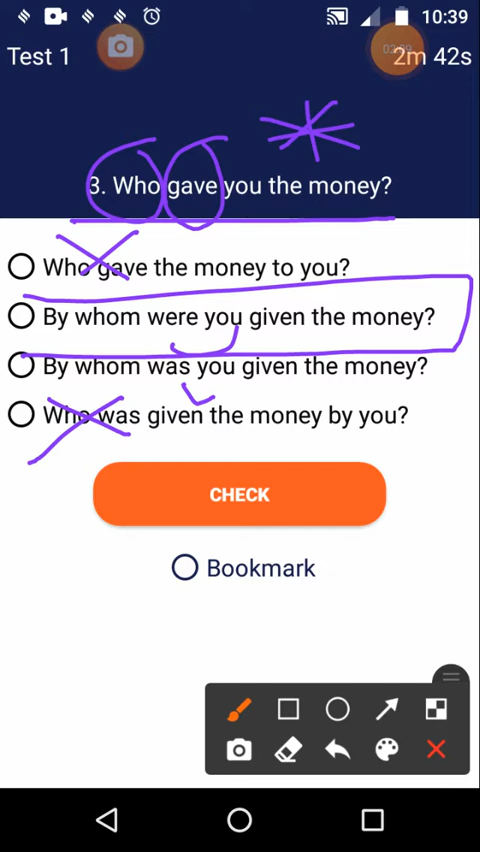 10:39
Test 1
2m 42s
3. Who gave you the money?
Who gave the money to you?
By whom were you given the money?
By whom was you given the money?
Who was given the money by you?
CHECK
Bookmark